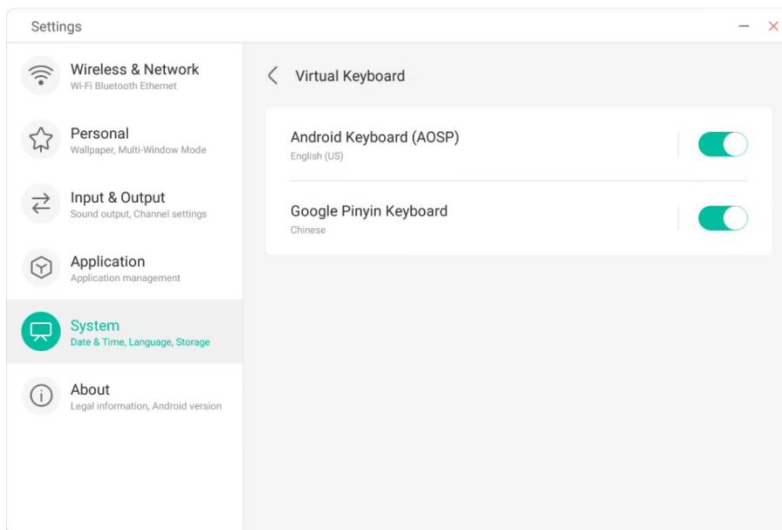 Settings
Wireless & Network
Wi-Fi Bluetooth Ethernet
Personal
Wallpaper, Multi-Window Mode
Input & Output
Sound output, Channel settings
Application
Application management
System
Date & Time, Language, Storage
About
Legal information, Android version
Virtual Keyboard
Android Keyboard (AOSP)
English (US)
Google Pinyin Keyboard
Chinese